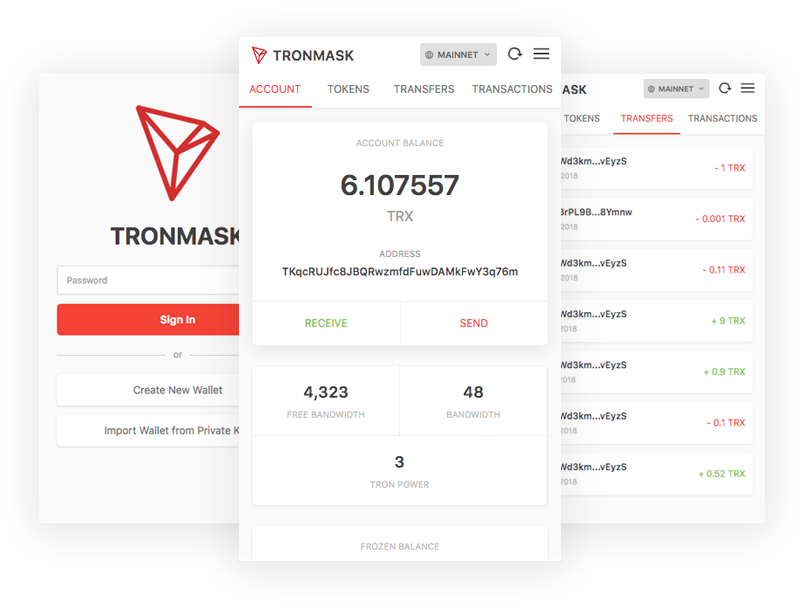 TRONMASK
Password
Sign In
or
Create New Wallet
Import Wallet from Private K
TRONMASK
MAINNET
ACCOUNT TOKENS TRANSFERS TRANSACTIONS
ACCOUNT BALANCE
6.107557
TRX
ADDRESS
TKqcRUJfc8JBQRwzmfdFuwDAMkFwY3q76m
RECEIVE SEND
4,323 48
FREE BANDWIDTH BANDWIDTH
3
TRON POWER
FROZEN BALANCE
ASK
MAINNET
TOKENS TRANSFERS TRANSACTIONS
Wd3km...vEyzS
- 1 TRX
2018
3rPL9B...8Ymnw
- 0.001 TRX
2018
Wd3km...vEyzS
- 0.11 TRX
2018
Wd3km...vEyzS
+ 9 TRX
2018
Wd3km...vEyzS
+ 0.9 TRX
2018
Wd3km...vEyzS
- 0.1 TRX
2018
Wd3km...vEyzS
+ 0.52 TRX
2018